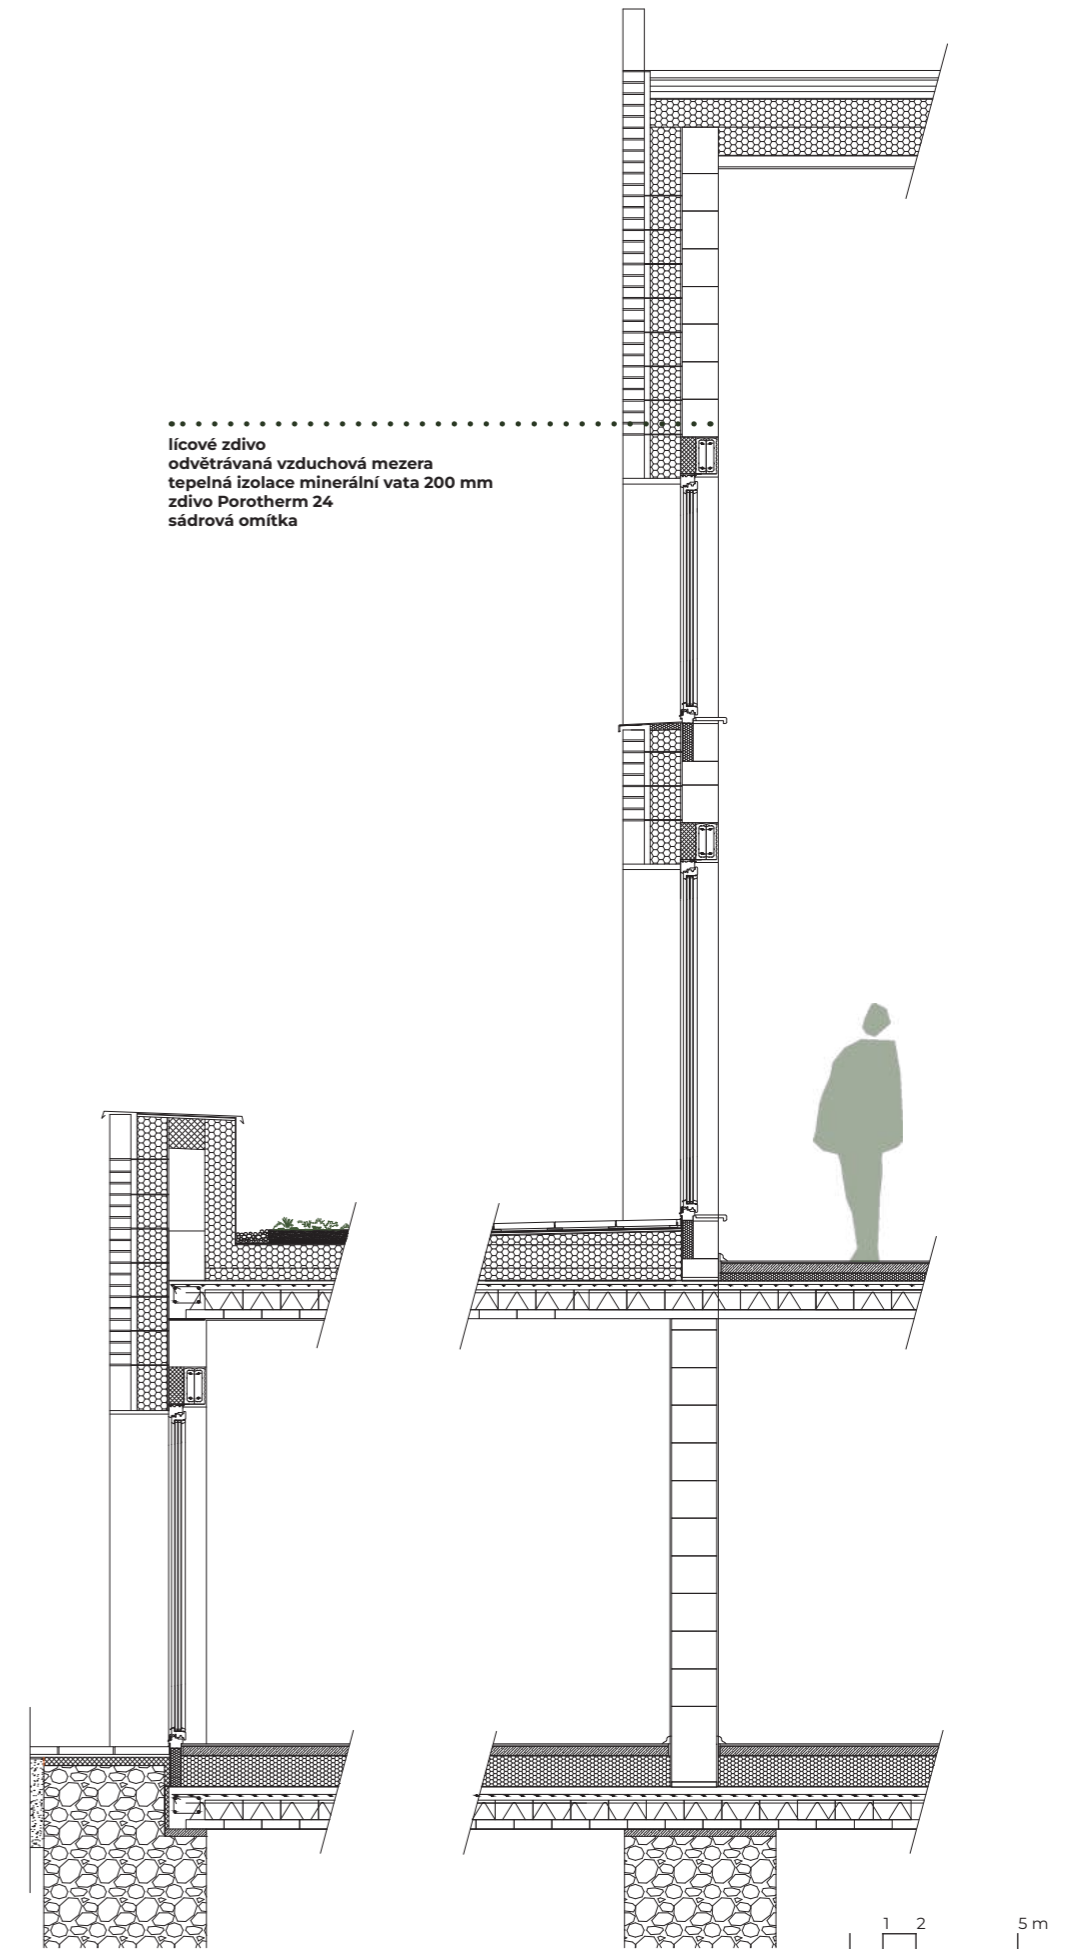 lícové zdivo
odvětrávaná vzduchová mezera
tepelná izolace minerální vata 200 mm
zdivo Porotherm 24
sádrová omítka
1 2 5 m